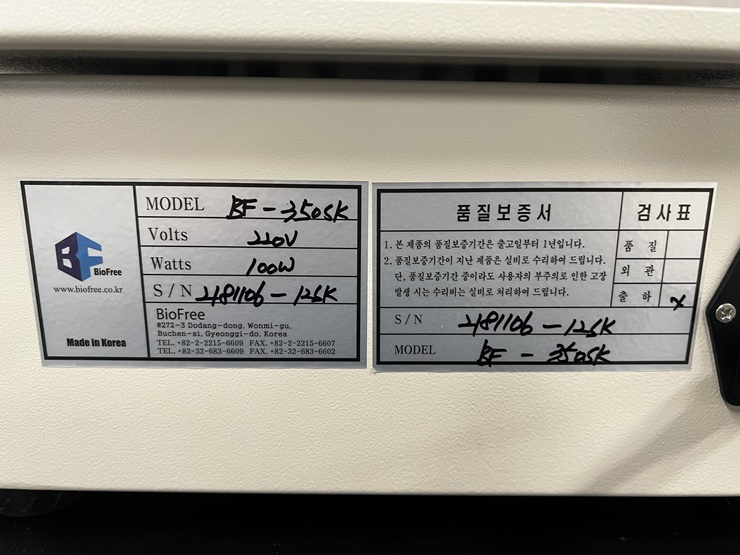 BF
BioFree
www.biofree.co.kr
Made in Korea
MODEL BF-350SK
Volts 220V
Watts 100W
S/N 2181106-12SK
BioFree
#272-3 Dodang-dong, Wonmi-gu,
Buchen-si, Gyeonggi-do, Korea
TEL. +82-2-2215-6609 FAX. +82-2-2215-6607
TEL. +82-32-683-6609 FAX. +82-32-683-6602
품질보증서
1. 본 제품의 품질보증기간은 출고일부터 1년입니다.
2. 품질보증기간이 지난 제품은 실비로 수리하여 드립니다.
단, 품질보증기간 중이라도 사용자의 부주의로 인한 고장
발생 시는 수리비는 실비로 처리하여 드립니다.
검사표
품 질
외 관
출 하
S/N 2181106-12SK
MODEL BF-350SK